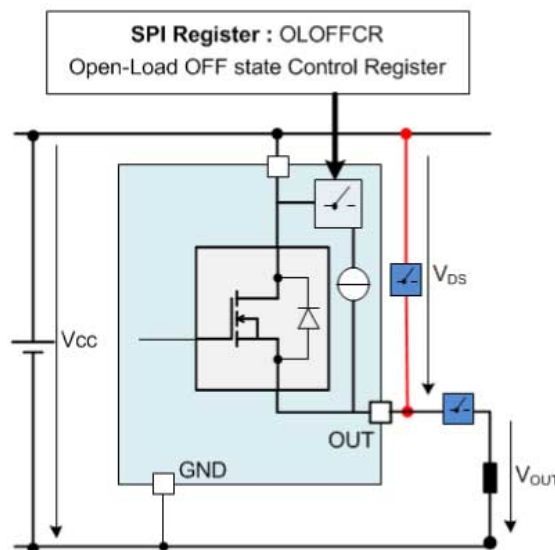 SPI Register : OLOFFCR
Open-Load OFF state Control Register
VDS
Vcc
OUT
GND
VOUT